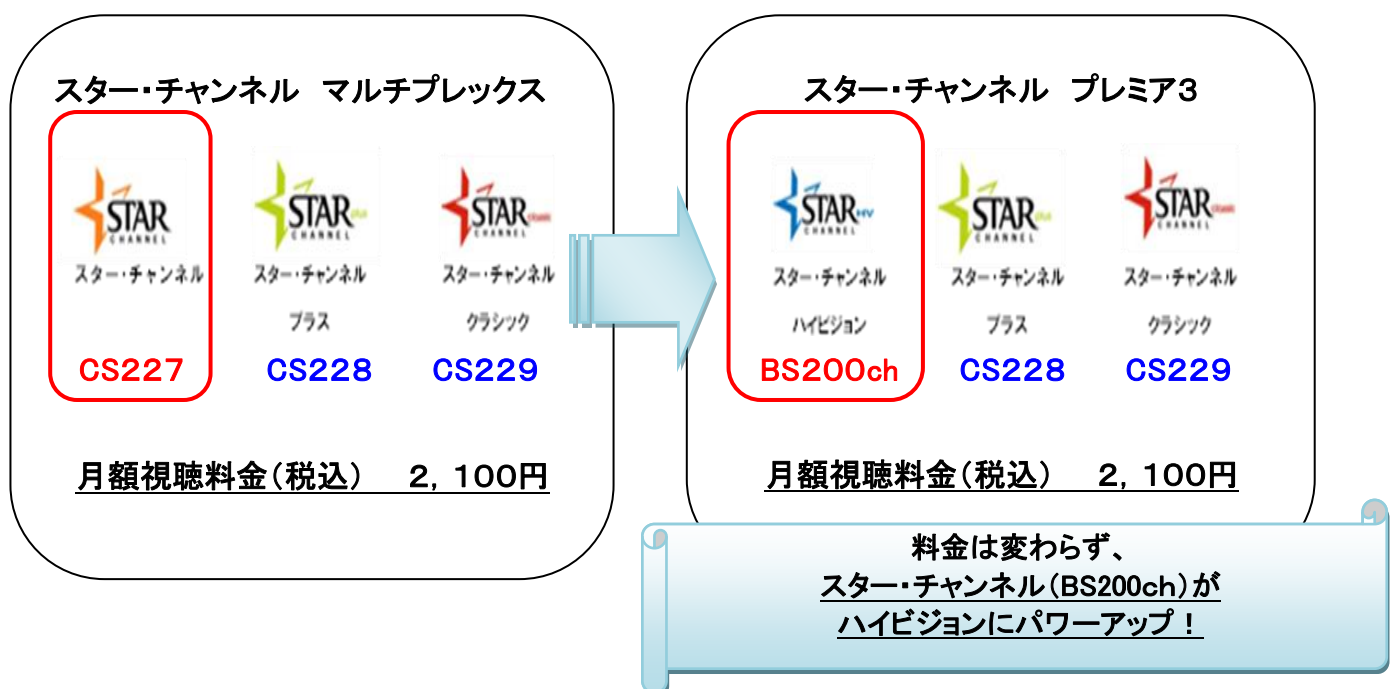 スター・チャンネル　マルチプレックス
STAR
CHANNEL
スター・チャンネル
CS227
STAR plus
CHANNEL
スター・チャンネル
プラス
CS228
STAR classic
CHANNEL
スター・チャンネル
クラシック
CS229
月額視聴料金（税込）　２，１００円
スター・チャンネル　プレミア３
STAR HV
CHANNEL
スター・チャンネル
ハイビジョン
BS200ch
STAR plus
CHANNEL
スター・チャンネル
プラス
CS228
STAR classic
CHANNEL
スター・チャンネル
クラシック
CS229
月額視聴料金（税込）　２，１００円
料金は変わらず、
スター・チャンネル（BS200ch）が
ハイビジョンにパワーアップ！